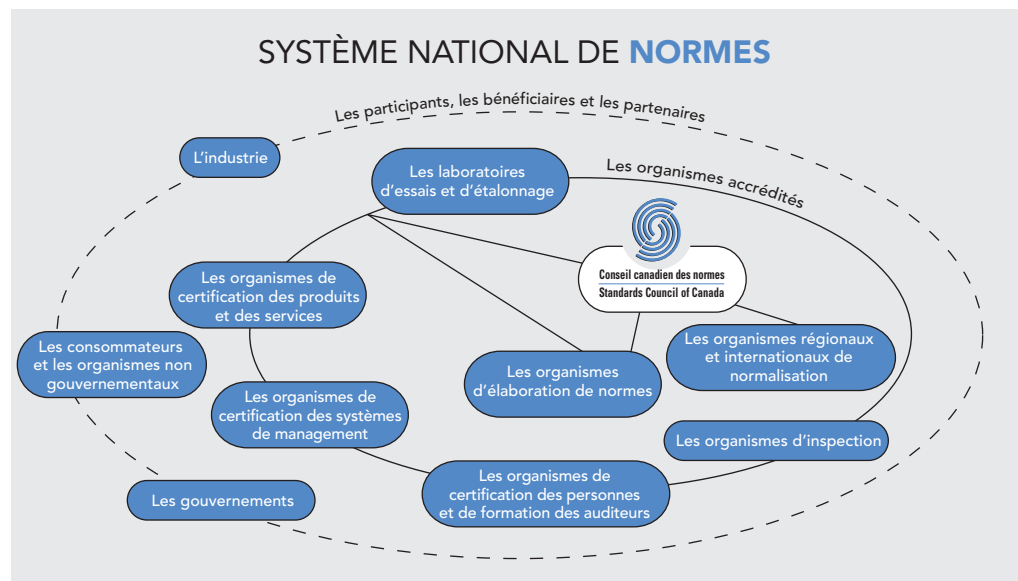 SYSTÈME NATIONAL DE NORMES
Les participants, les bénéficiaires et les partenaires
L’industrie
Les laboratoires
d’essais et d’étalonnage
Les organismes accrédités
Conseil canadien des normes
Standards Council of Canada
Les organismes de
certification des produits
et des services
Les consommateurs
et les organismes non
gouvernementaux
Les organismes régionaux
et internationaux de
normalisation
Les organismes
d’élaboration de normes
Les organismes de
certification des systèmes
de management
Les organismes d’inspection
Les organismes de
certification des personnes
et de formation des auditeurs
Les gouvernements